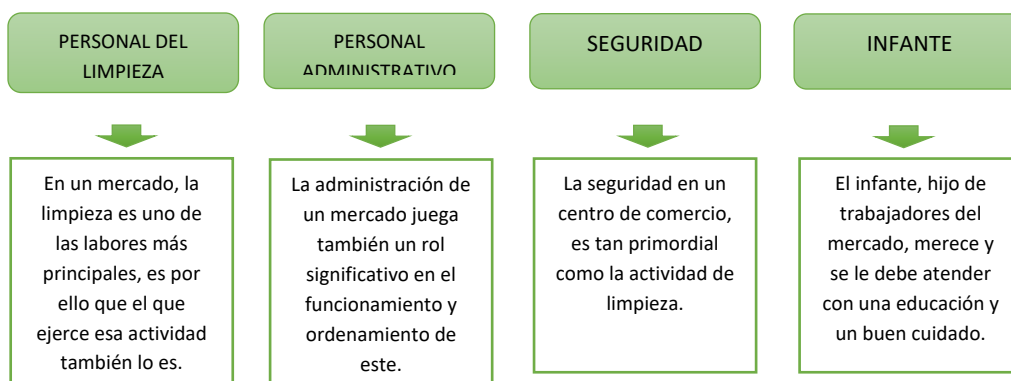 PERSONAL DEL
LIMPIEZA
PERSONAL
ADMINISTRATIVO
SEGURIDAD
INFANTE
En un mercado, la
limpieza es uno de
las labores más
principales, es por
ello que el que
ejerce esa actividad
también lo es.
La administración de
un mercado juega
también un rol
significativo en el
funcionamiento y
ordenamiento de
este.
La seguridad en un
centro de comercio,
es tan primordial
como la actividad de
limpieza.
El infante, hijo de
trabajadores del
mercado, merece y
se le debe atender
con una educación y
un buen cuidado.